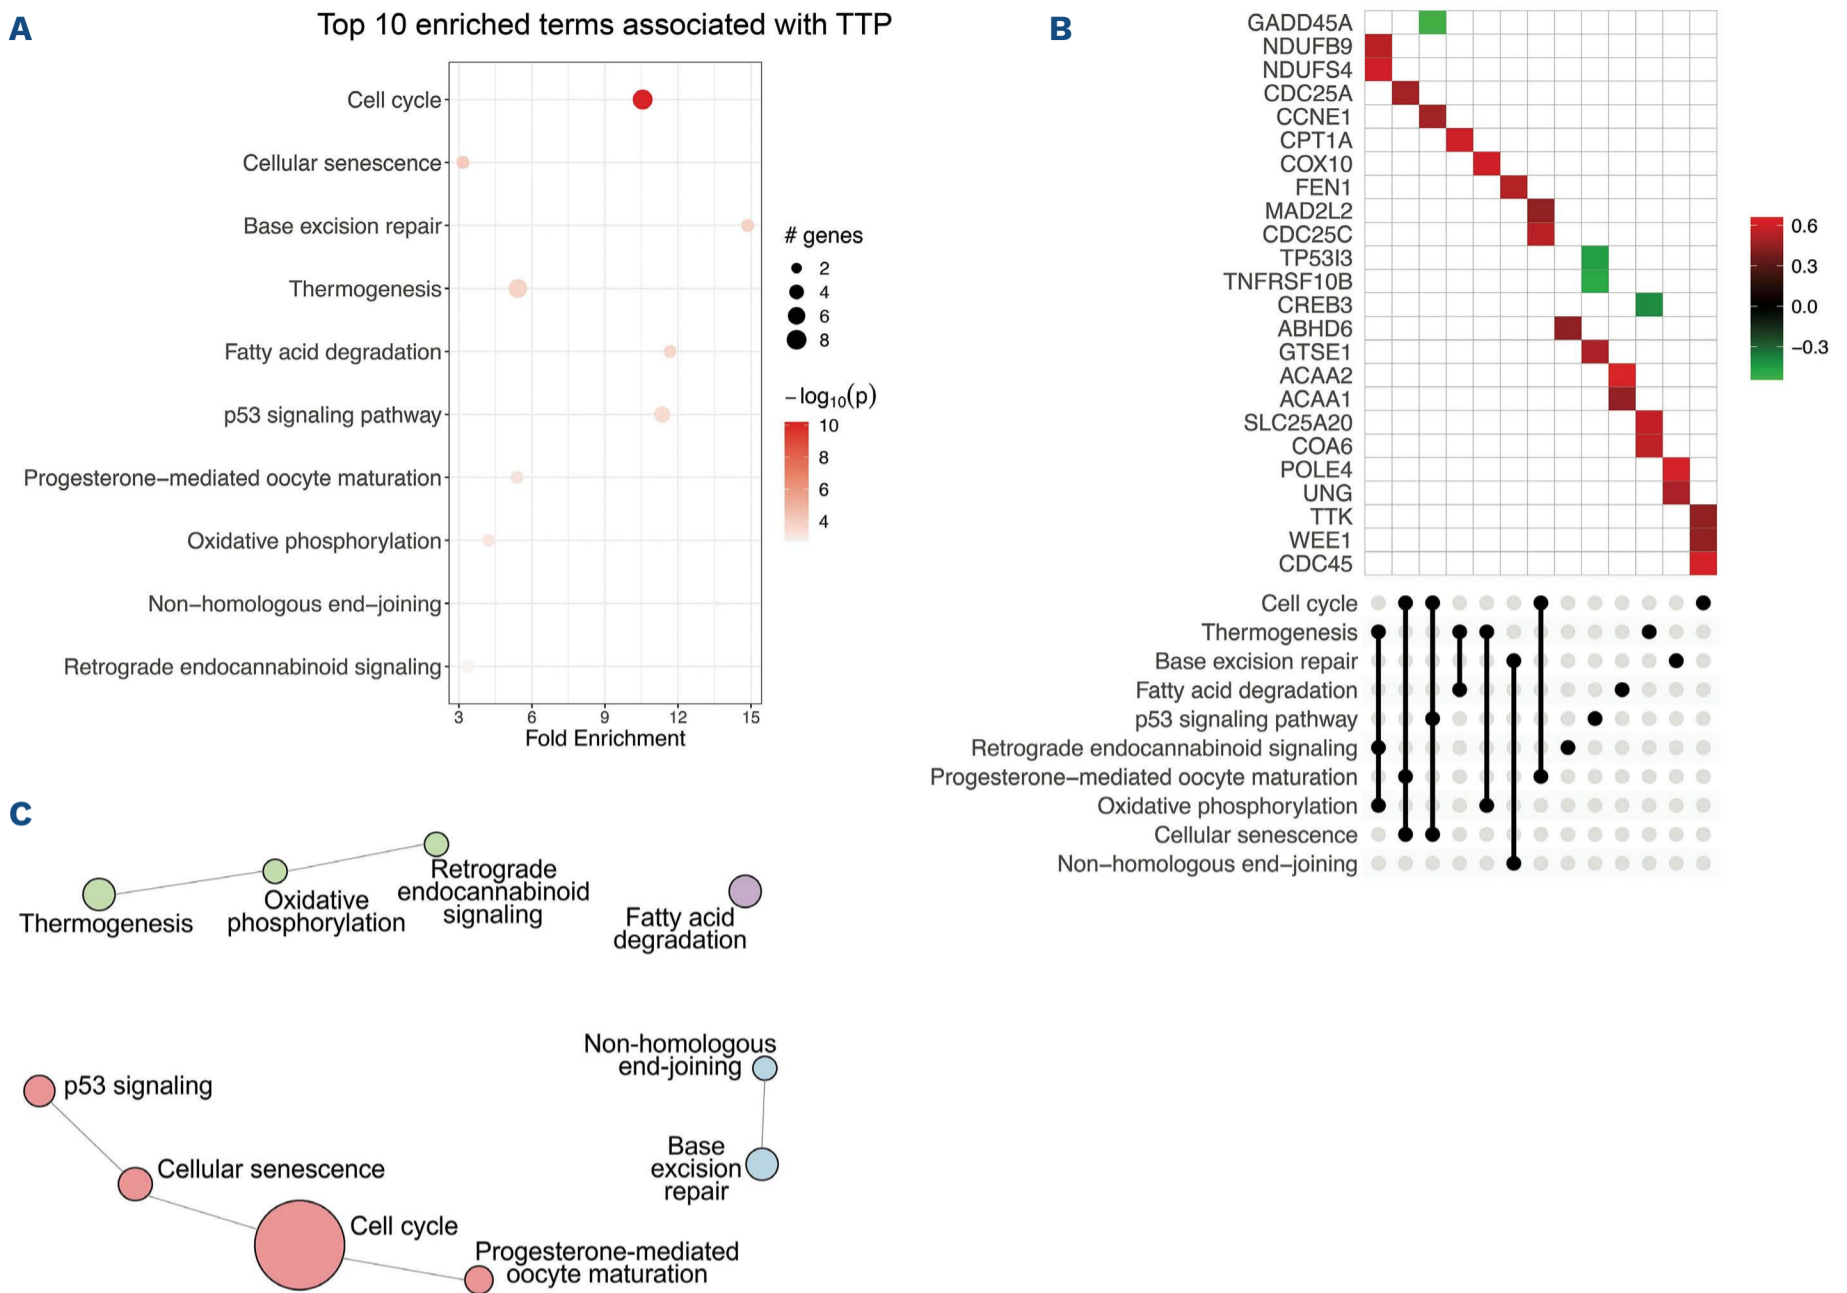 A
Top 10 enriched terms associated with TTP
Cell cycle
Cellular senescence
Base excision repair
Thermogenesis
Fatty acid degradation
p53 signaling pathway
Progesterone−mediated oocyte maturation
Oxidative phosphorylation
Non−homologous end−joining
Retrograde endocannabinoid signaling
3 6 9 12 15
Fold Enrichment
# genes
2
4
6
8
−log₁₀(p)
10
8
6
4
B
GADD45A
NDUFB9
NDUFS4
CDC25A
CCNE1
CPT1A
COX10
FEN1
MAD2L2
CDC25C
TP53I3
TNFRSF10B
CREB3
ABHD6
GTSE1
ACAA2
ACAA1
SLC25A20
COA6
POLE4
UNG
TTK
WEE1
CDC45
0.6
0.3
0.0
−0.3
Cell cycle
Thermogenesis
Base excision repair
Fatty acid degradation
p53 signaling pathway
Retrograde endocannabinoid signaling
Progesterone−mediated oocyte maturation
Oxidative phosphorylation
Cellular senescence
Non−homologous end−joining
C
Thermogenesis
Oxidative
phosphorylation
Retrograde
endocannabinoid
signaling
Fatty acid
degradation
p53 signaling
Cellular senescence
Cell cycle
Progesterone-mediated
oocyte maturation
Non-homologous
end-joining
Base
excision
repair